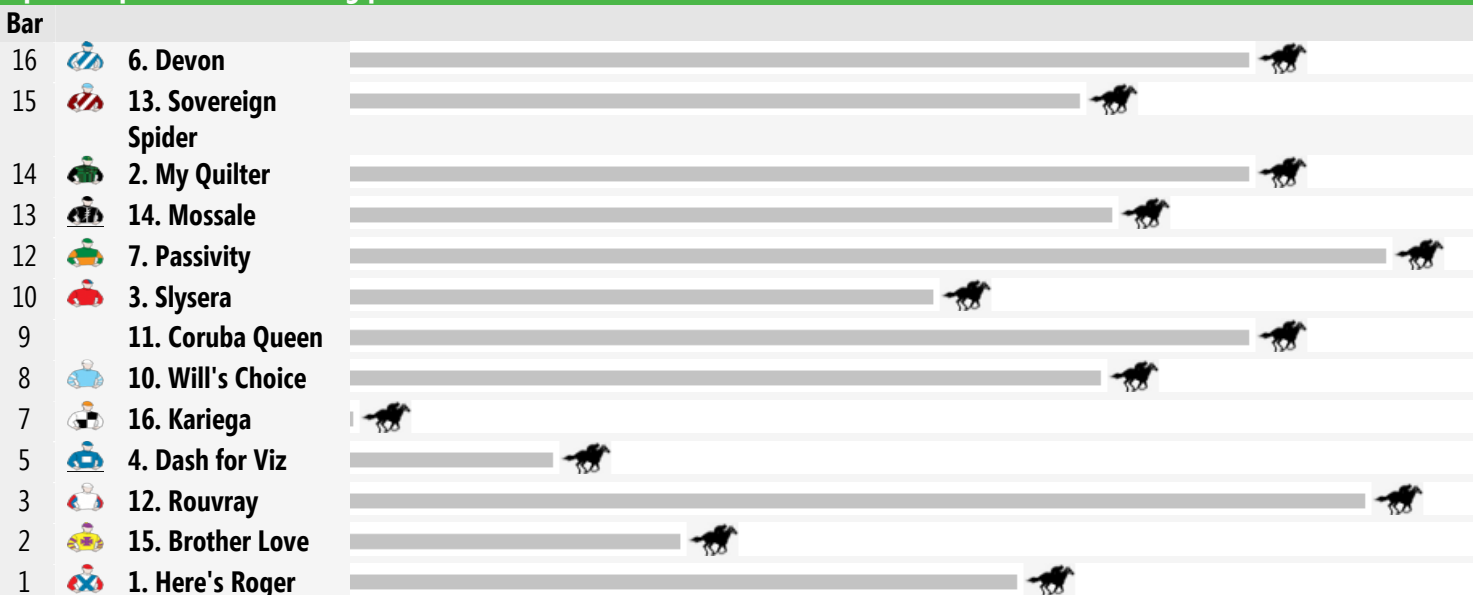 Bar
16 6. Devon
15 13. Sovereign
Spider
14 2. My Quilter
13 14. Mossale
12 7. Passivity
10 3. Slysera
9 11. Coruba Queen
8 10. Will's Choice
7 16. Kariega
5 4. Dash for Viz
3 12. Rouvray
2 15. Brother Love
1 1. Here's Roger